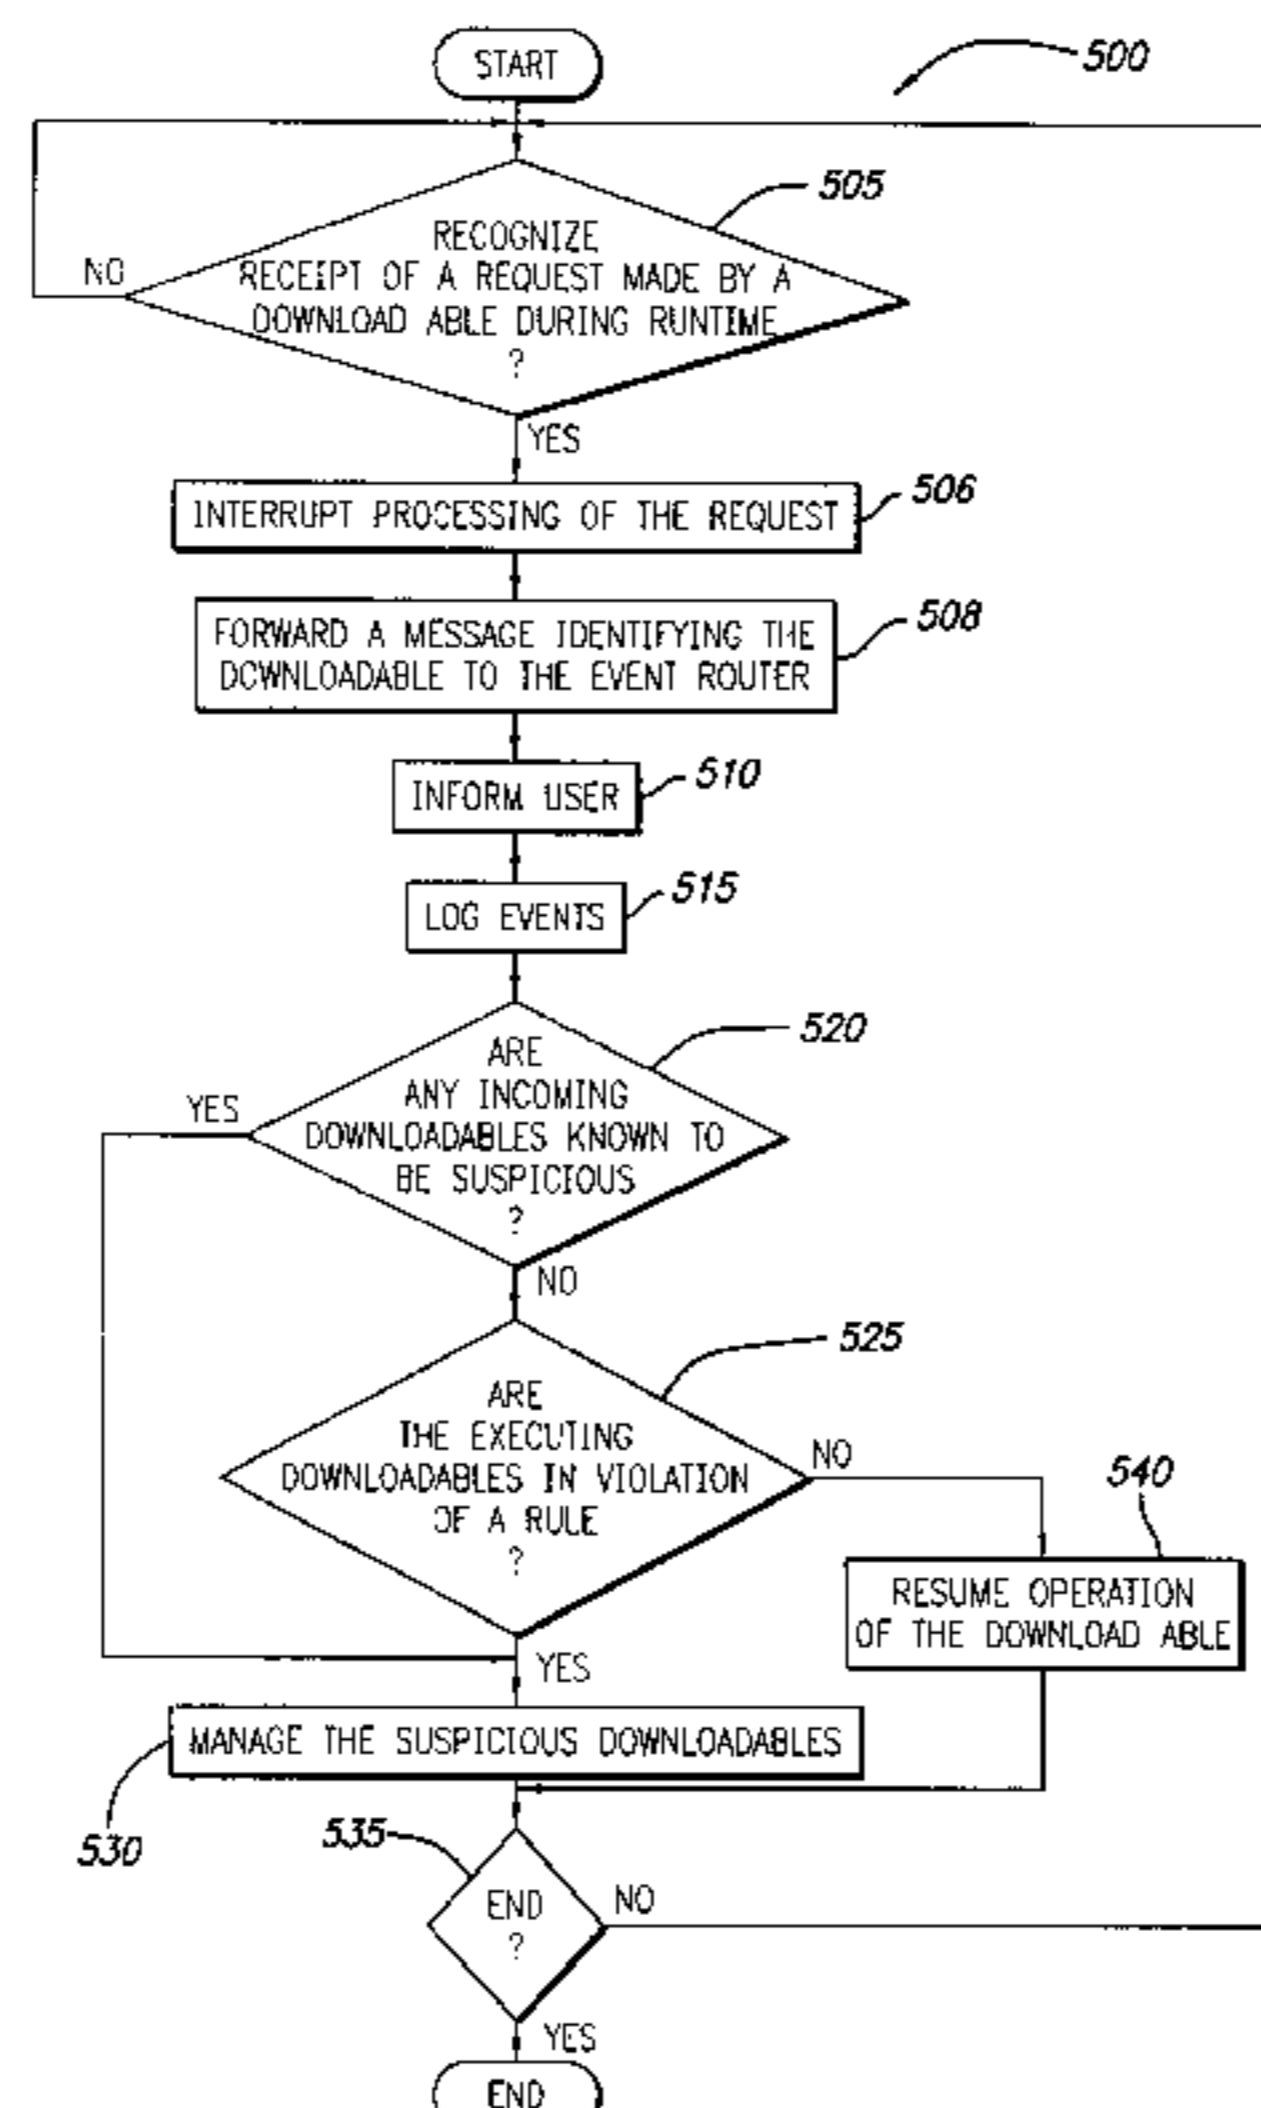 START
500
505
RECOGNIZE
NO
RECEIPT OF A REQUEST MADE BY A
DOWNLOAD ABLE DURING RUNTIME
?
YES
506
INTERRUPT PROCESSING OF THE REQUEST
508
FORWARD A MESSAGE IDENTIFYING THE
DOWNLOADABLE TO THE EVENT ROUTER
510
INFORM USER
515
LOG EVENTS
520
ARE
ANY INCOMING
YES
DOWNLOADABLES KNOWN TO
BE SUSPICIOUS
?
NO
525
ARE
THE EXECUTING
NO
DOWNLOADABLES IN VIOLATION
OF A RULE
?
540
RESUME OPERATION
OF THE DOWNLOAD ABLE
YES
MANAGE THE SUSPICIOUS DOWNLOADABLES
530
535
END
?
NO
YES
END